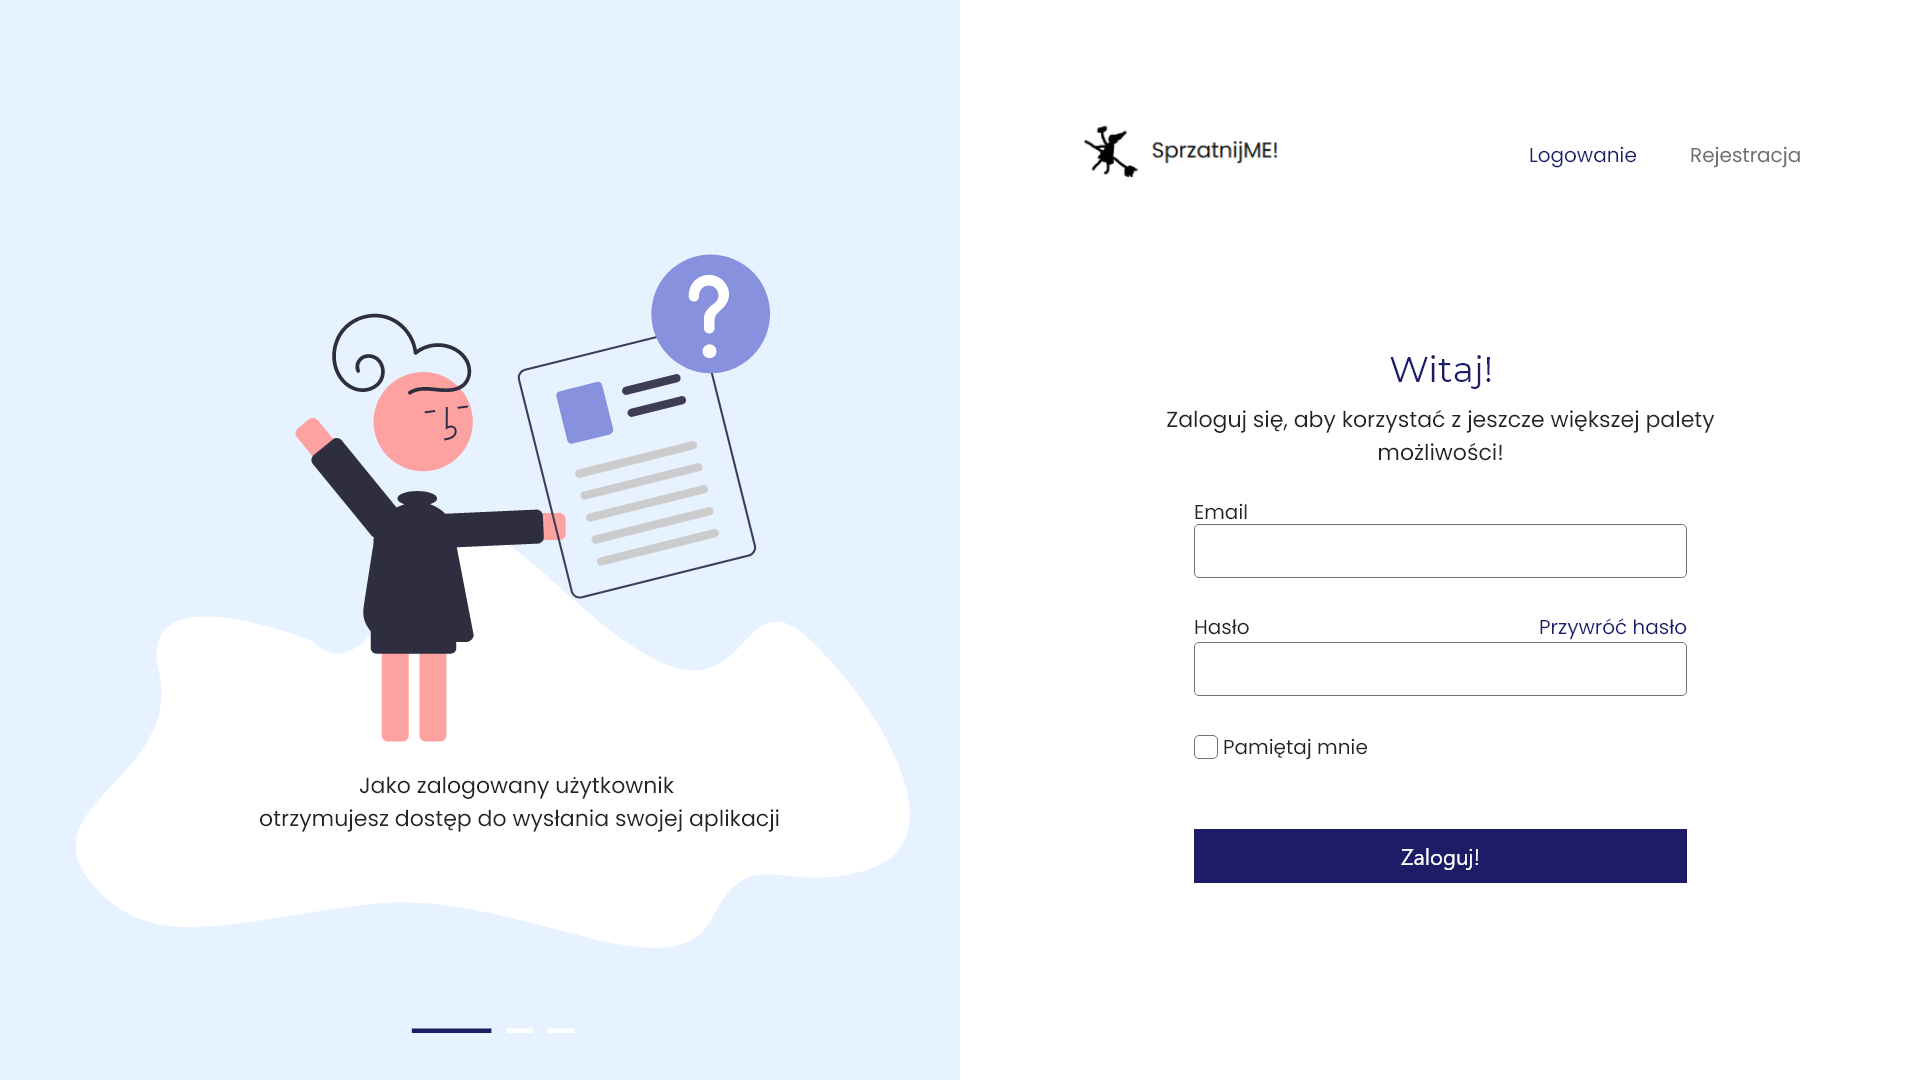 SprzatnijME!
Logowanie
Rejestracja
?
Jako zalogowany użytkownik
otrzymujesz dostęp do wysłania swojej aplikacji
Witaj!
Zaloguj się, aby korzystać z jeszcze większej palety
możliwości!
Email
Hasło
Przywróć hasło
Pamiętaj mnie
Zaloguj!